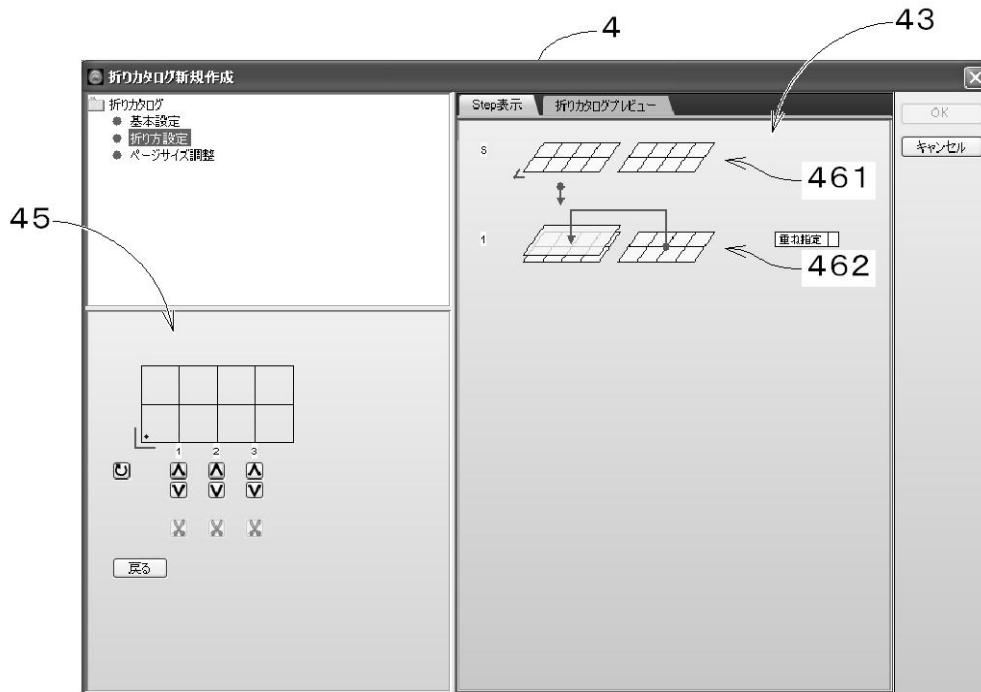 4
43
折りカタログ新規作成
折りカタログ
基本設定
折り方設定
ページサイズ調整
Step表示
折りカタログプレビュー
OK
キャンセル
S
461
45
1
重ね指定
462
1 2 3
戻る